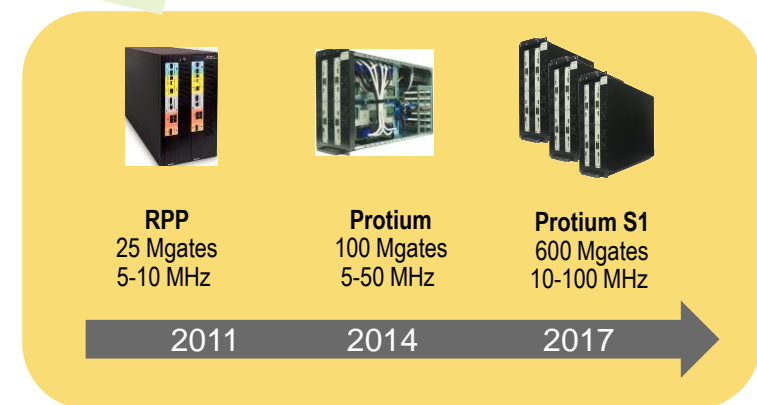 RPP
25 Mgates
5-10 MHz
Protium
100 Mgates
5-50 MHz
Protium S1
600 Mgates
10-100 MHz
2011
2014
2017